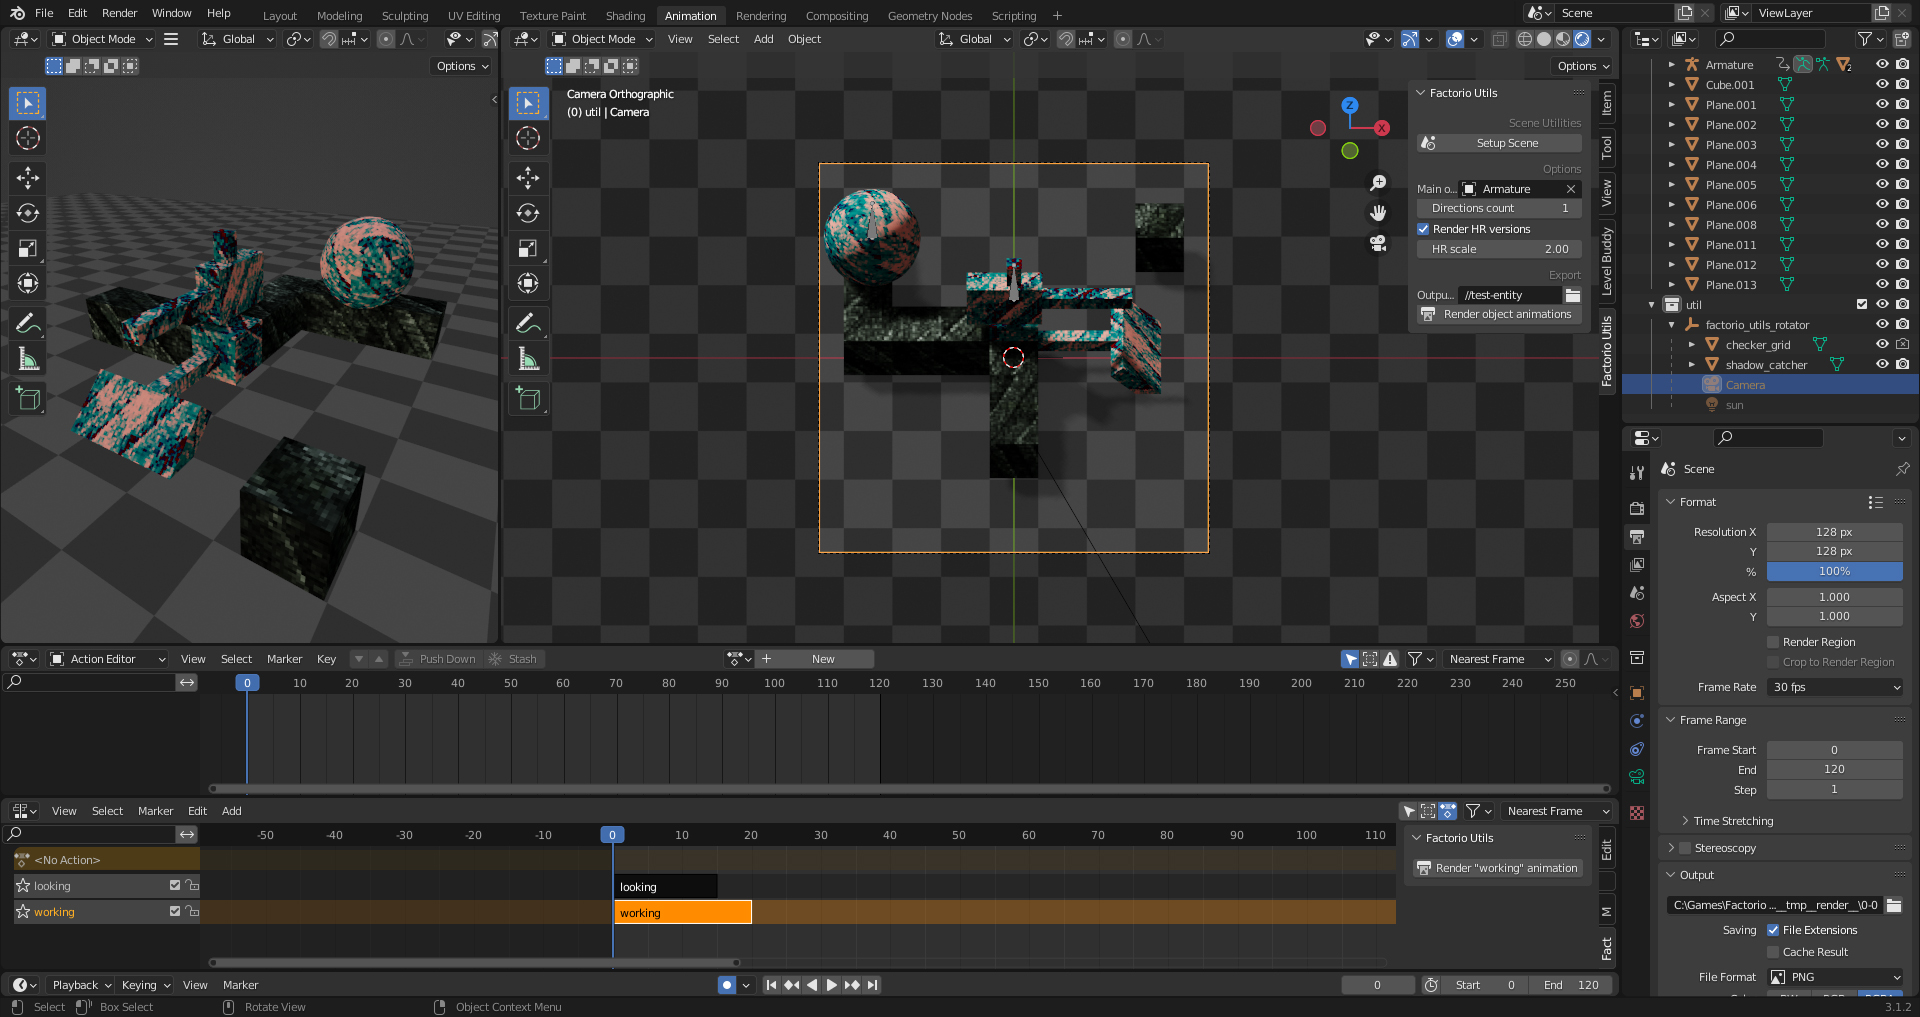 File Edit Render Window Help Layout Modeling Sculpting UV Editing Texture Paint Shading Animation Rendering Compositing Geometry Nodes Scripting + Scene ViewLayer
Object Mode Global Object Mode View Select Add Object Global
Options Options
Camera Orthographic
(0) util | Camera
Z
X
Factorio Utils
Scene Utilities
Setup Scene
Options
Main o... Armature
Directions count 1
Render HR versions
HR scale 2.00
Export
Outpu... //test-entity
Render object animations
Item
Tool
View
Level Buddy
Factorio Utils
Armature 2
Cube.001
Plane.001
Plane.002
Plane.003
Plane.004
Plane.005
Plane.006
Plane.008
Plane.011
Plane.012
Plane.013
util
factorio_utils_rotator
checker_grid
shadow_catcher
Camera
sun
Scene
Format
Resolution X 128 px
Y 128 px
% 100%
Aspect X 1.000
Y 1.000
Render Region
Crop to Render Region
Frame Rate 30 fps
Frame Range
Frame Start 0
End 120
Step 1
Time Stretching
Stereoscopy
Output
C:\Games\Factorio ...__tmp__render__\0-0
Saving File Extensions
Cache Result
File Format PNG
Action Editor View Select Marker Key Push Down Stash New Nearest Frame
0 10 20 30 40 50 60 70 80 90 100 110 120 130 140 150 160 170 180 190 200 210 220 230 240 250
View Select Marker Edit Add Nearest Frame
-50 -40 -30 -20 -10 0 10 20 30 40 50 60 70 80 90 100 110
<No Action>
looking looking
working working
Factorio Utils
Render "working" animation
Edit
M
Fact
Playback Keying View Marker 0 Start 0 End 120
Select Box Select Rotate View Object Context Menu 3.1.2